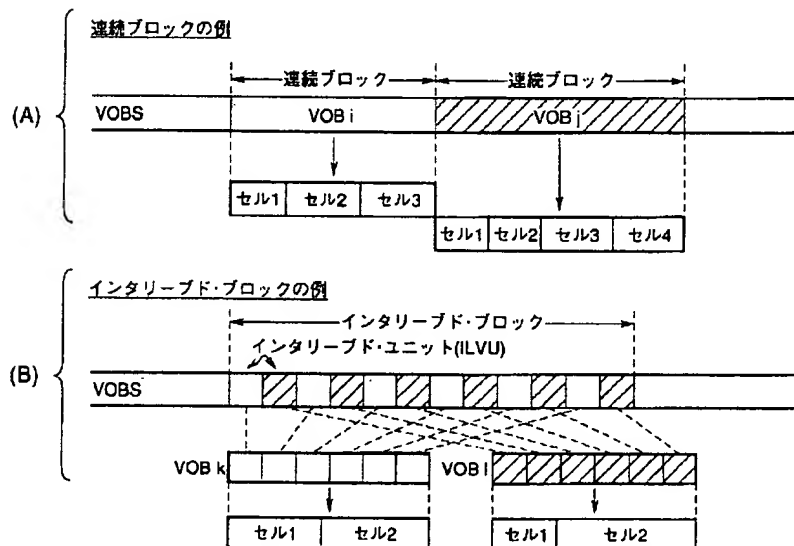 連続ブロックの例
連続ブロック 連続ブロック
(A)
VOBS VOB i VOB j
セル1 セル2 セル3
セル1 セル2 セル3 セル4
インタリーブド・ブロックの例
インタリーブド・ブロック
インタリーブド・ユニット(ILVU)
(B)
VOBS
VOB k VOB l
セル1 セル2 セル1 セル2